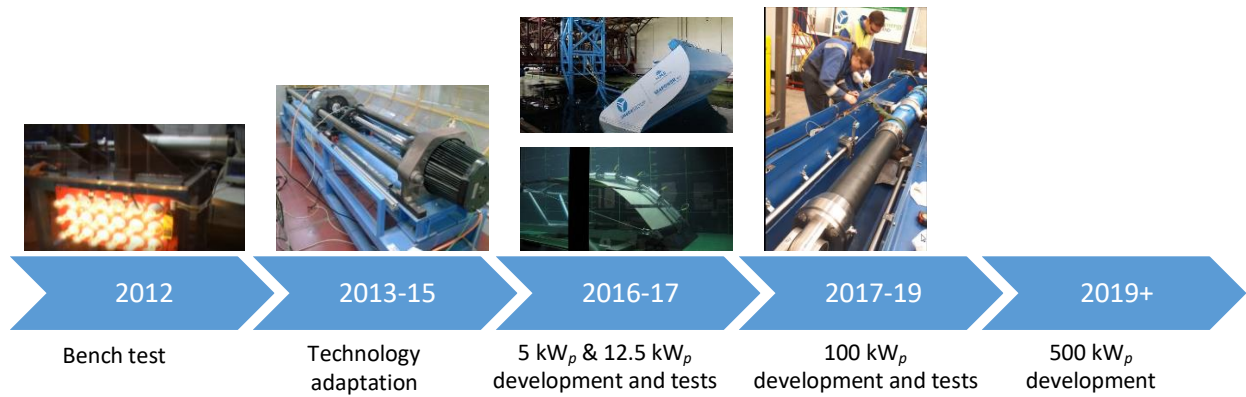 2012
2013-15
2016-17
2017-19
2019+
Bench test
Technology
adaptation
5 kWp & 12.5 kWp
development and tests
100 kWp
development and tests
500 kWp
development